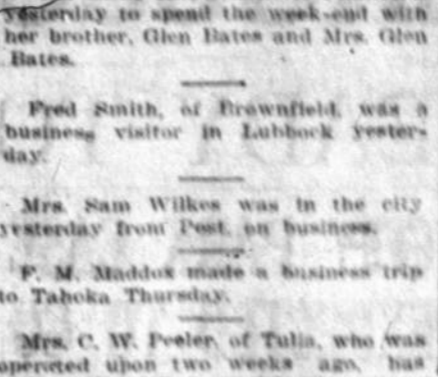 yesterday to spend the week-end with
her brother, Glen Bates and Mrs. Glen
Bates.
Fred Smith, of Brownfield, was a
business visitor in Lubbock yester-
day.
Mrs. Sam Wilkes was in the city
yesterday from Post, on business.
F. M. Maddox made a business trip
to Tahoka Thursday.
Mrs. C. W. Peeler, of Tulia, who was
operated upon two weeks ago, has